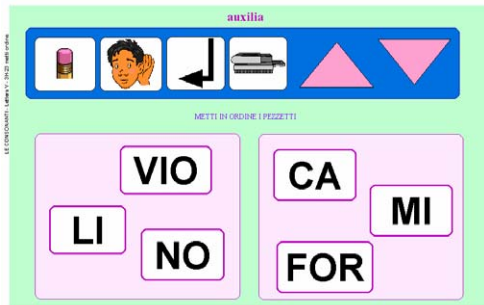 auxilia
METTI IN ORDINE I PEZZETTI
VIO
LI
NO
CA
MI
FOR